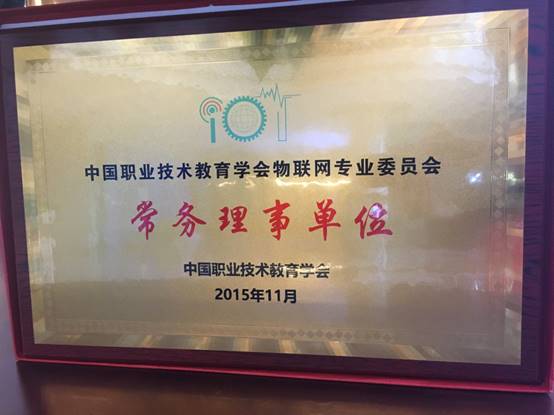 iOT
中国职业技术教育学会物联网专业委员会
常务理事单位
中国职业技术教育学会
2015年11月